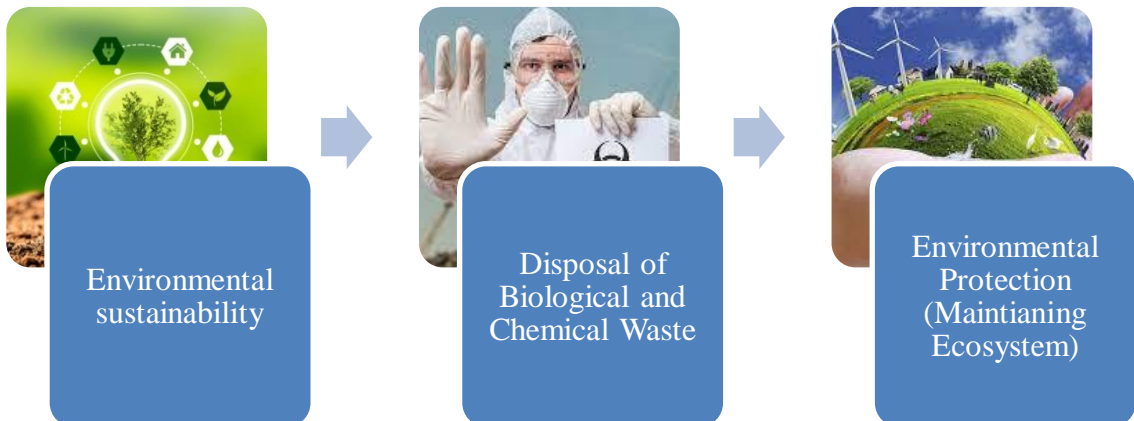 Environmental
sustainability
Disposal of
Biological and
Chemical Waste
Environmental
Protection
(Maintianing
Ecosystem)